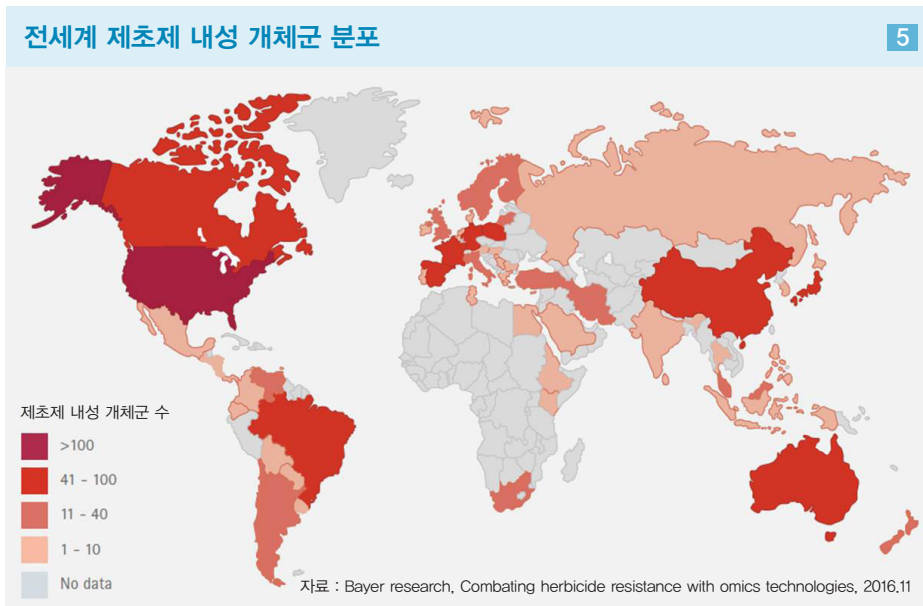 전세계 제초제 내성 개체군 분포
5
제초제 내성 개체군 수
>100
41 - 100
11 - 40
1 - 10
No data
자료 : Bayer research, Combating herbicide resistance with omics technologies, 2016.11